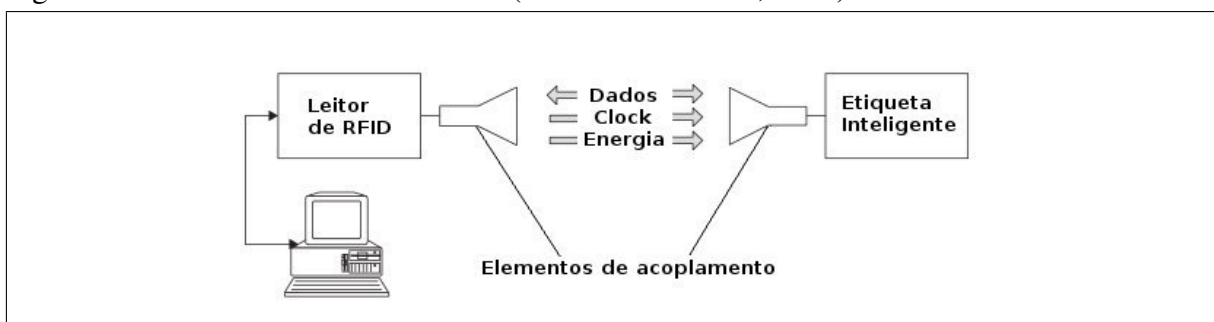 Leitor
de RFID
Dados
Clock
Energia
Etiqueta
Inteligente
Elementos de acoplamento